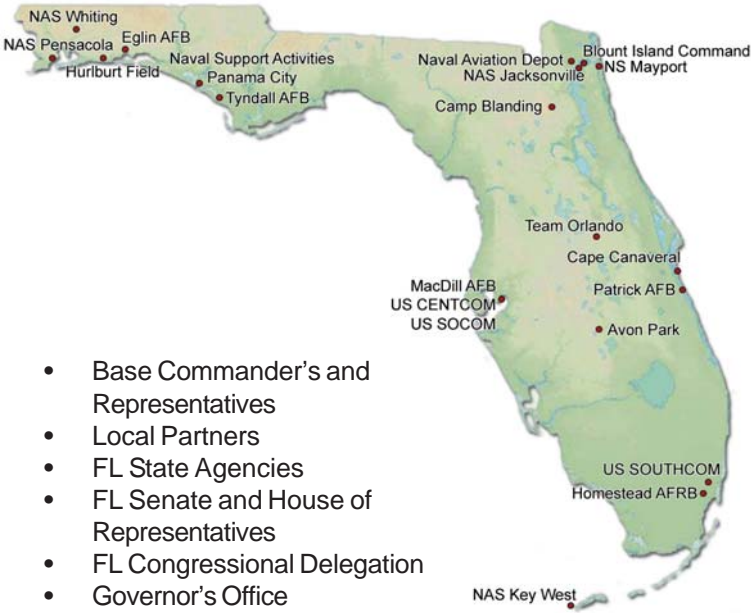 NAS Whiting
NAS Pensacola
Eglin AFB
Hurlburt Field
Naval Support Activities
Panama City
Tyndall AFB
Naval Aviation Depot
Blount Island Command
NAS Jacksonville
NS Mayport
Camp Blanding
Team Orlando
Cape Canaveral
MacDill AFB
US CENTCOM
US SOCOM
Patrick AFB
Avon Park
• Base Commander's and
Representatives
• Local Partners
• FL State Agencies
• FL Senate and House of
Representatives
• FL Congressional Delegation
• Governor's Office
US SOUTHCOM
Homestead AFRB
NAS Key West